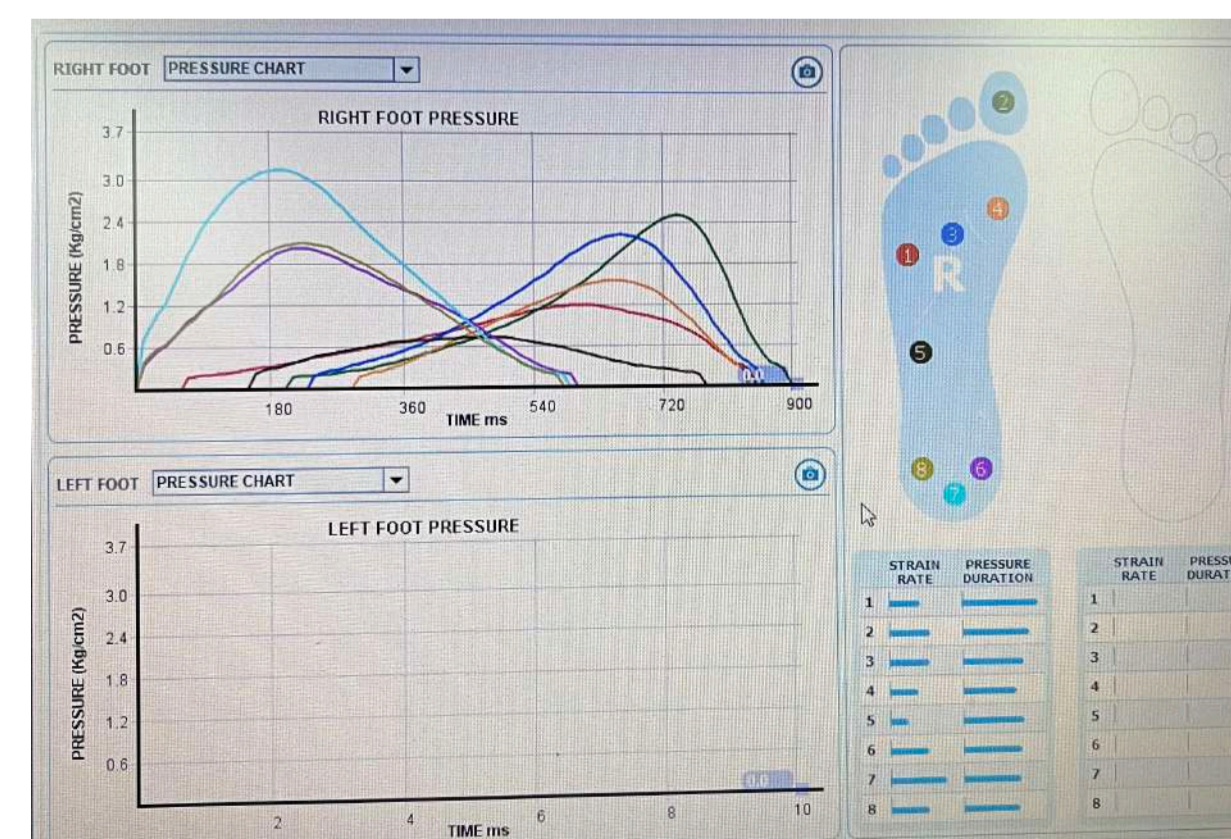 RIGHT FOOT PRESSURE CHART
RIGHT FOOT PRESSURE
PRESSURE (Kg/cm2)
3.7
3.0
2.4
1.8
1.2
0.6
0.0
180 360 540 720 900
TIME ms
LEFT FOOT PRESSURE CHART
LEFT FOOT PRESSURE
PRESSURE (Kg/cm2)
3.7
3.0
2.4
1.8
1.2
0.6
0.0
2 4 6 8 10
TIME ms
2
4
3
1
R
5
8 6
7
STRAIN RATE PRESSURE DURATION
1
2
3
4
5
6
7
8
STRAIN RATE PRESSU
DURAT
1
2
3
4
5
6
7
8